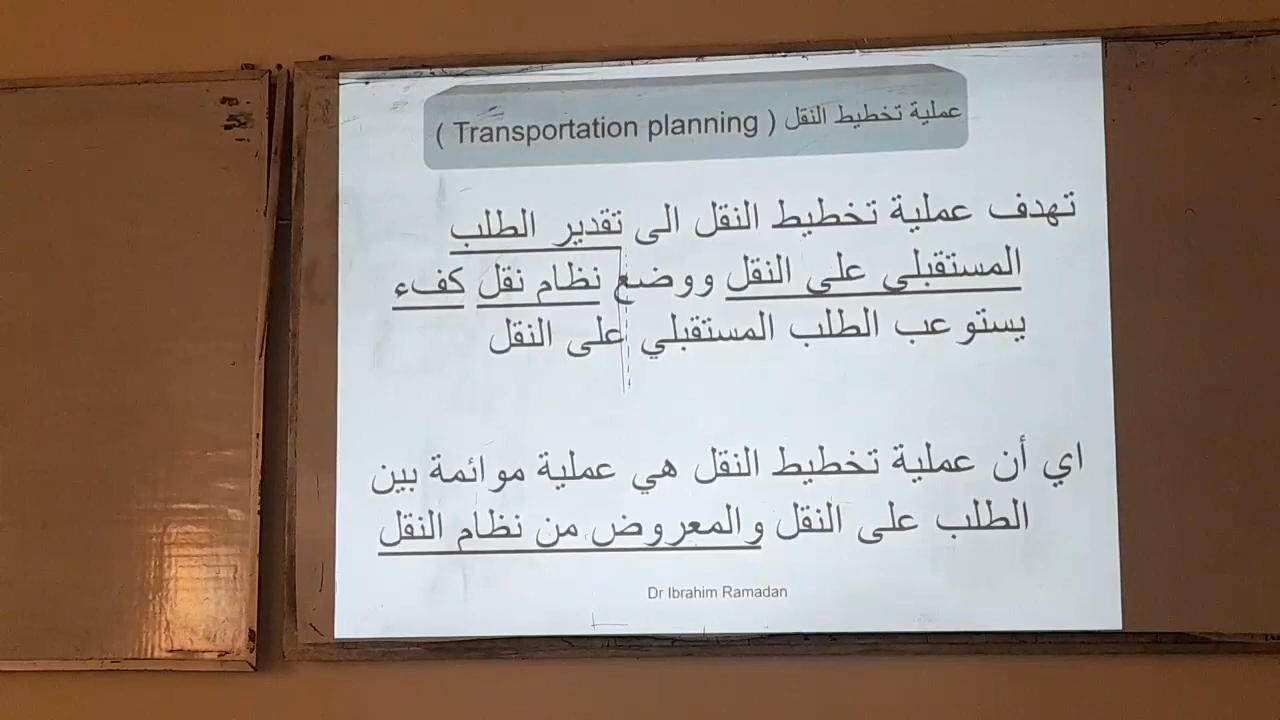 عملية تخطيط النقل ( Transportation planning )
تهدف عملية تخطيط النقل الى تقدير الطلب
المستقبلي على النقل ووضع نظام نقل كفء
يستوعب الطلب المستقبلي على النقل
اي أن عملية تخطيط النقل هي عملية موائمة بين
الطلب على النقل والمعروض من نظام النقل
Dr Ibrahim Ramadan